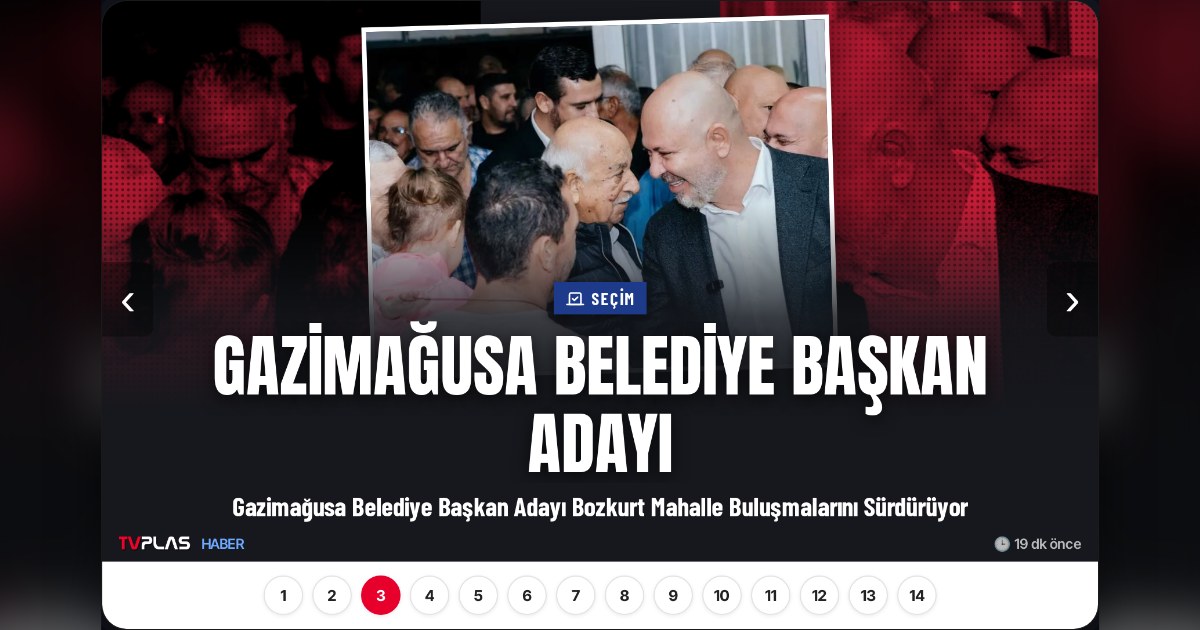 SEÇİM
GAZİMAĞUSA BELEDİYE BAŞKAN
ADAYI
Gazimağusa Belediye Başkan Adayı Bozkurt Mahalle Buluşmalarını Sürdürüyor
TVPLAS HABER
19 dk önce
1 2 3 4 5 6 7 8 9 10 11 12 13 14